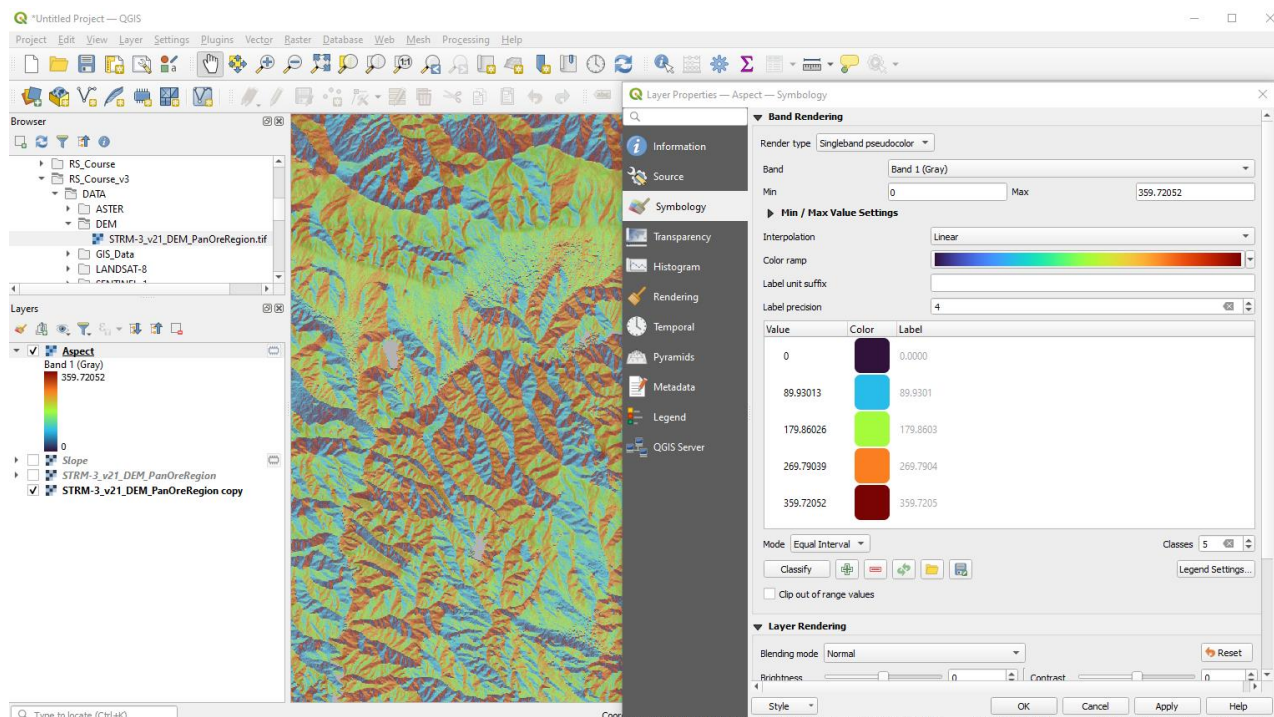 *Untitled Project — QGIS
Project Edit View Layer Settings Plugins Vector Raster Database Web Mesh Processing Help
Browser
RS_Course
RS_Course_v3
DATA
ASTER
DEM
STRM-3_v21_DEM_PanOreRegion.tif
GIS_Data
LANDSAT-8
Layers
Aspect
Band 1 (Gray)
359.72052
0
Slope
STRM-3_v21_DEM_PanOreRegion
STRM-3_v21_DEM_PanOreRegion copy
Type to locate (Ctrl+K)
Coor
Layer Properties — Aspect — Symbology
Information
Source
Symbology
Transparency
Histogram
Rendering
Temporal
Pyramids
Metadata
Legend
QGIS Server
Band Rendering
Render type Singleband pseudocolor
Band Band 1 (Gray)
Min 0 Max 359.72052
Min / Max Value Settings
Interpolation Linear
Color ramp
Label unit suffix
Label precision 4
Value Color Label
0 0.0000
89.93013 89.9301
179.86026 179.8603
269.79039 269.7904
359.72052 359.7205
Mode Equal Interval Classes 5
Classify Legend Settings...
Clip out of range values
Layer Rendering
Blending mode Normal Reset
Brightness 0 Contrast 0
Style OK Cancel Apply Help